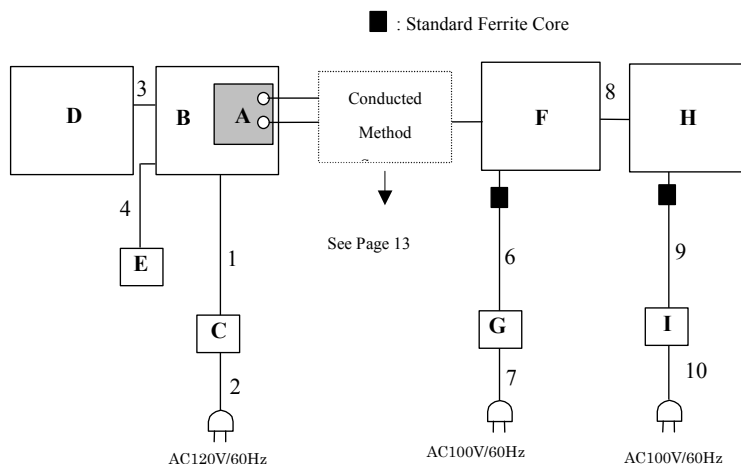 : Standard Ferrite Core
D
3
B
A
Conducted
Method
F
8
H
4
E
See Page 13
1
6
9
C
G
I
2
7
10
AC120V/60Hz
AC100V/60Hz
AC100V/60Hz